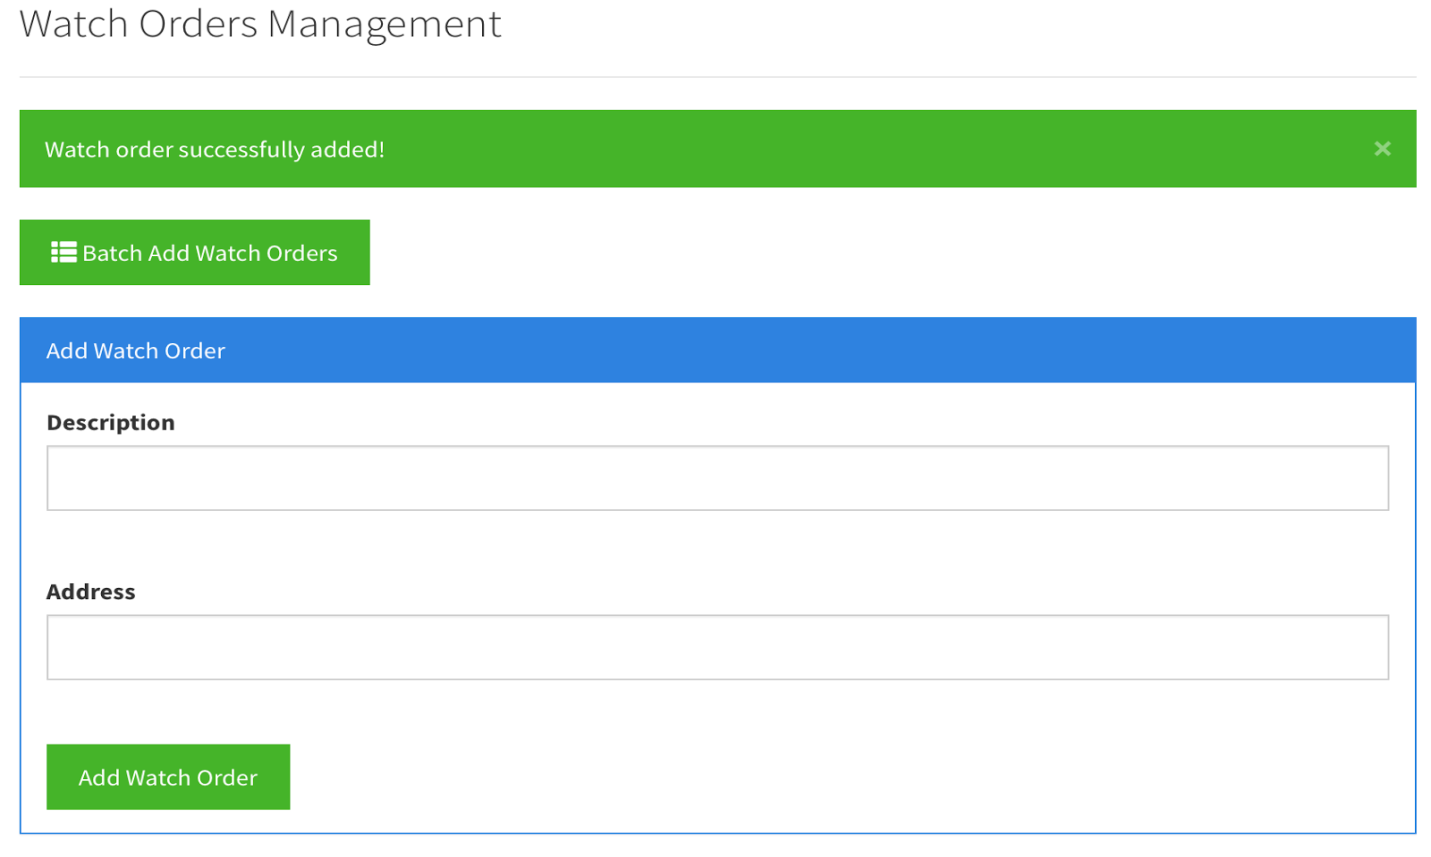 Watch Orders Management
Watch order successfully added!
×
Batch Add Watch Orders
Add Watch Order
Description
Address
Add Watch Order